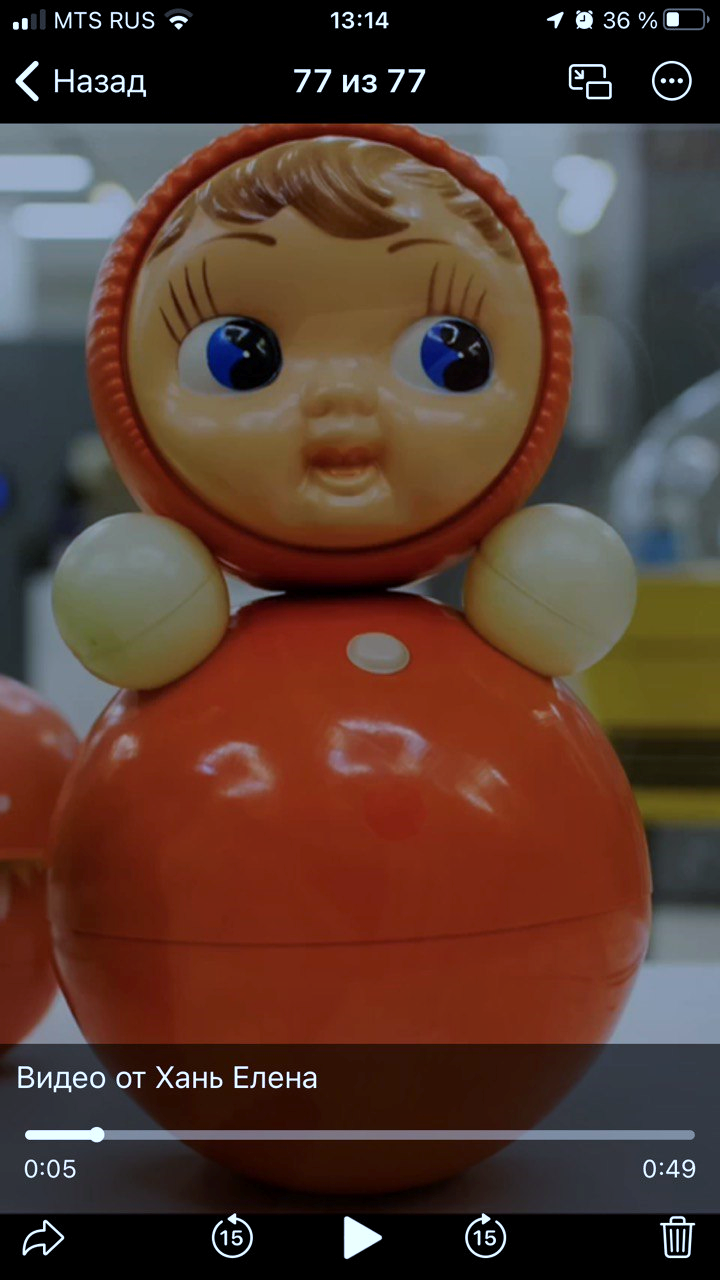 MTS RUS 13:14 36 %
Назад 77 из 77
Видео от Хань Елена
0:05 0:49
15 15